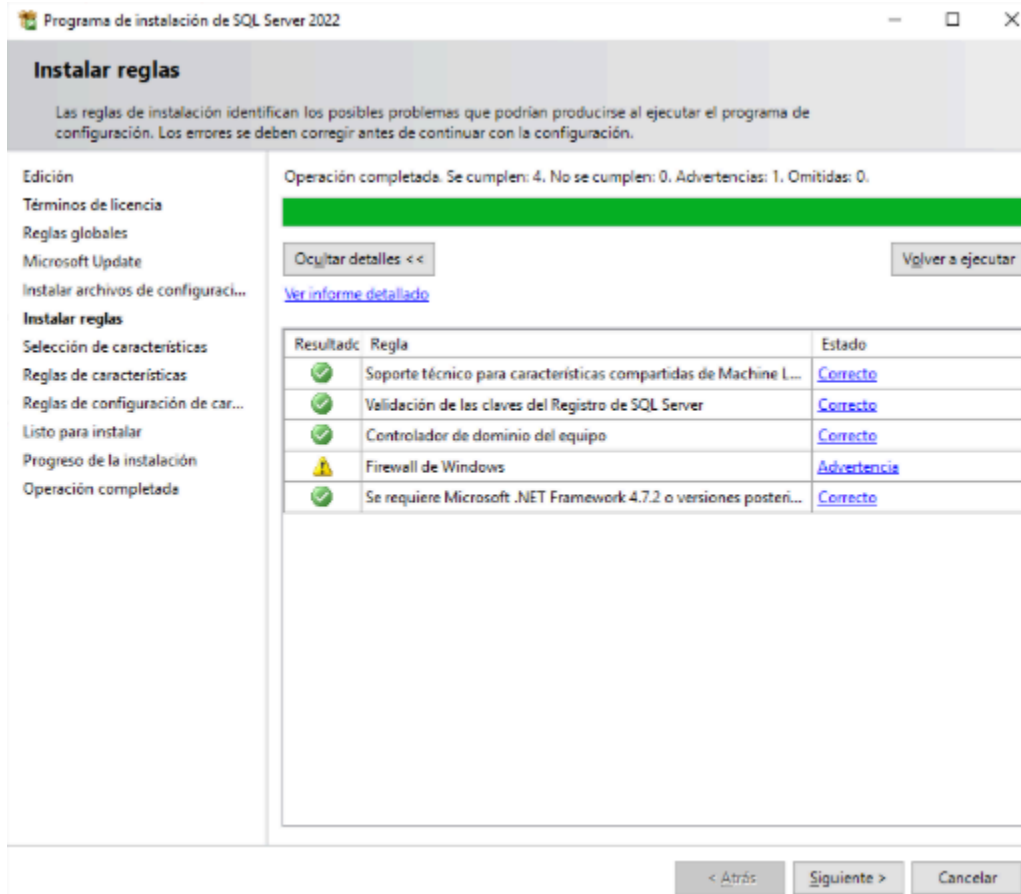 Programa de instalación de SQL Server 2022
Instalar reglas
Las reglas de instalación identifican los posibles problemas que podrían producirse al ejecutar el programa de
configuración. Los errores se deben corregir antes de continuar con la configuración.
Edición
Términos de licencia
Reglas globales
Microsoft Update
Instalar archivos de configuraci...
Instalar reglas
Selección de características
Reglas de características
Reglas de configuración de car...
Listo para instalar
Progreso de la instalación
Operación completada
Operación completada. Se cumplen: 4. No se cumplen: 0. Advertencias: 1. Omitidas: 0.
Ocultar detalles <<
Volver a ejecutar
Ver informe detallado
Resultado Regla Estado
Soporte técnico para características compartidas de Machine L... Correcto
Validación de las claves del Registro de SQL Server Correcto
Controlador de dominio del equipo Correcto
Firewall de Windows Advertencia
Se requiere Microsoft .NET Framework 4.7.2 o versiones posteri... Correcto
< Atrás Siguiente > Cancelar